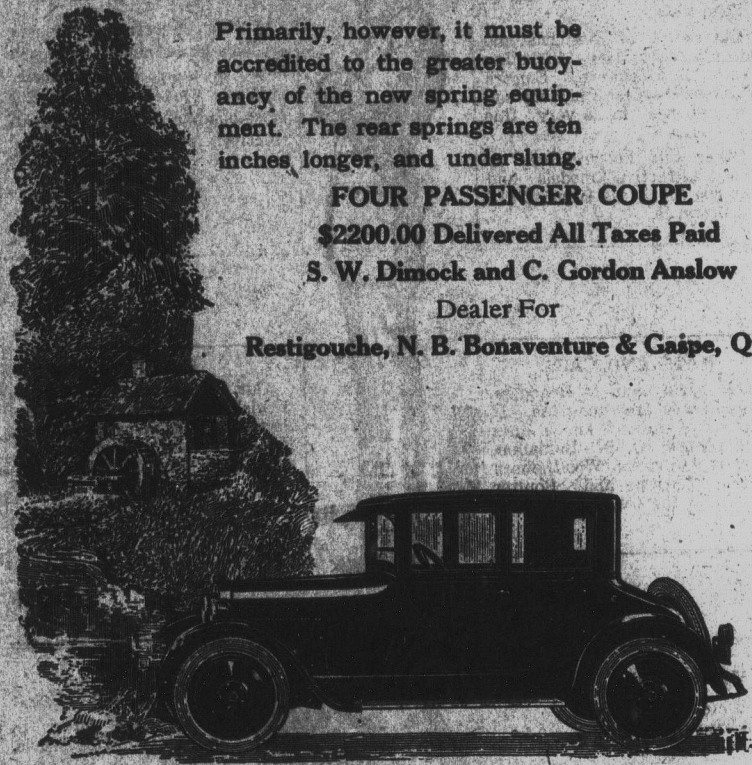 Primarily, however, it must be
accredited to the greater buoy-
ancy of the new spring equip-
ment. The rear springs are ten
inches longer, and underslung.
FOUR PASSENGER COUPE
$2200.00 Delivered All Taxes Paid
S. W. Dimock and C. Gordon Anslow
Dealer For
Restigouche, N. B. Bonaventure & Gaspe, Q